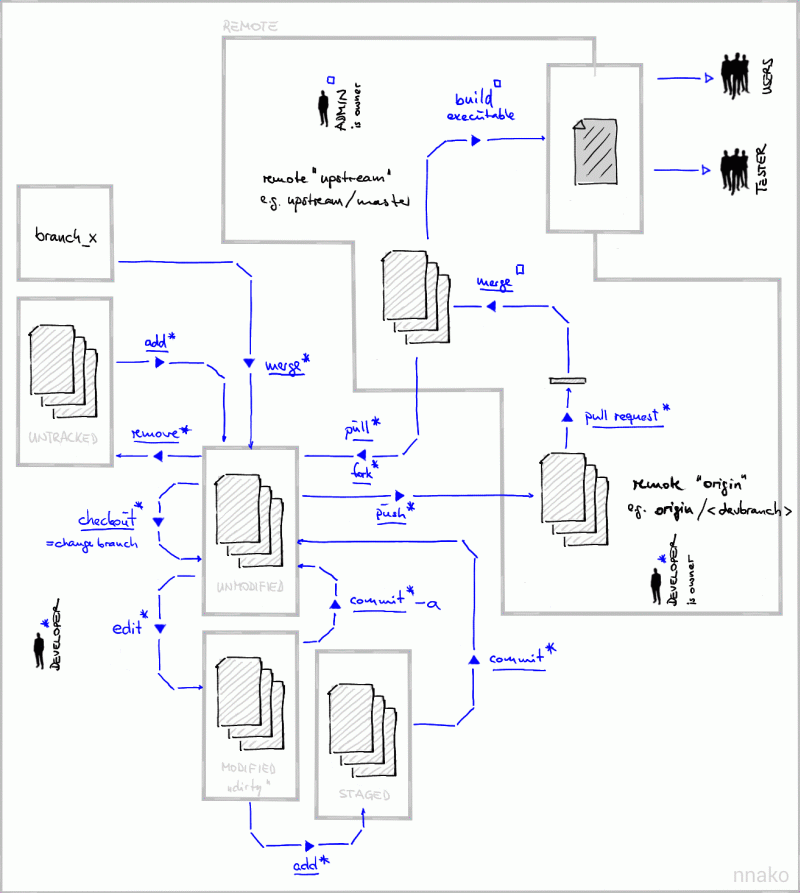 REMOTE
USERS
ADMIN
is owner
build
executable
remote "upstream"
e.g. upstream/master
TESTER
branch_x
merge
add*
merge*
UNTRACKED
remove*
pull*
fork*
pull request*
checkout*
=change branch
push*
remote "origin"
e.g. origin/<devbranch>
UNMODIFIED
* DEVELOPER
is owner
edit*
commit* -a
* DEVELOPER
commit*
MODIFIED
"dirty"
STAGED
add*
nnako